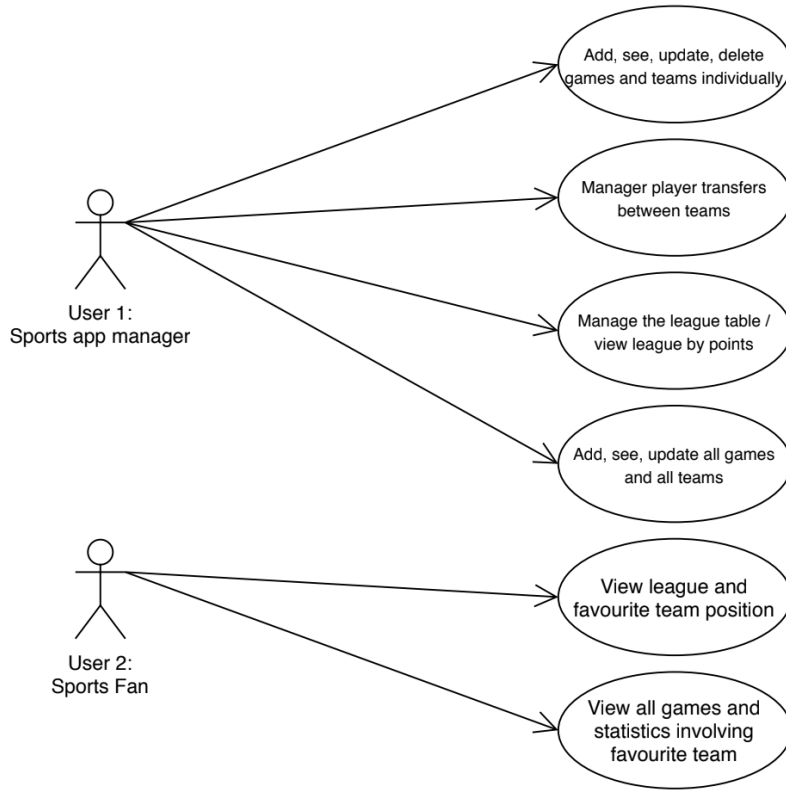 Add, see, update, delete
games and teams individually
Manager player transfers
between teams
User 1:
Sports app manager
Manage the league table /
view league by points
Add, see, update all games
and all teams
View league and
favourite team position
User 2:
Sports Fan
View all games and
statistics involving
favourite team